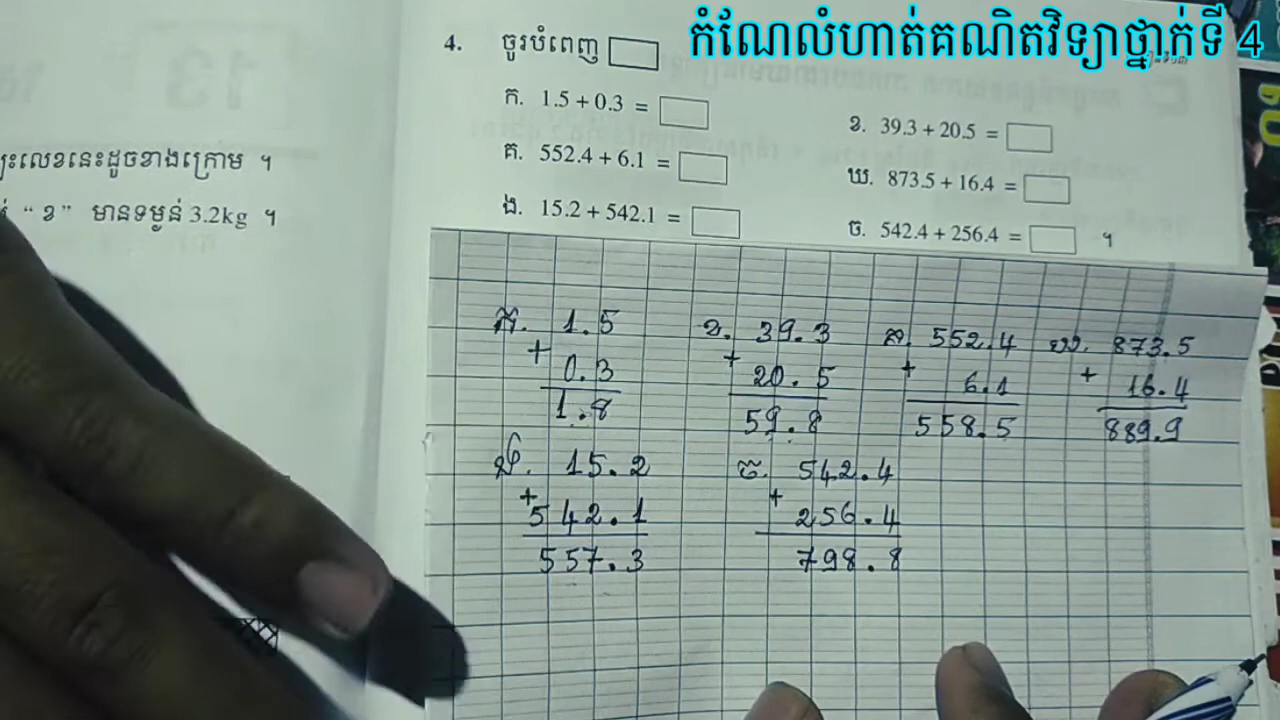 កំណែលំហាត់គណិតវិទ្យាថ្នាក់ទី 4
4. ចូរបំពេញ
ក. 1.5 + 0.3 =
ខ. 39.3 + 20.5 =
គ. 552.4 + 6.1 =
ឃ. 873.5 + 16.4 =
ង. 15.2 + 542.1 =
ច. 542.4 + 256.4 = ។
លេខនេះដូចខាងក្រោម ។
“ ខ ” មានទម្ងន់ 3.2kg ។
ក. 1.5 ខ. 39.3 គ. 552.4 ឃ. 873.5
+ 0.3 + 20.5 + 6.1 + 16.4
1.8 59.8 558.5 889.9
ង. 15.2 ច. 542.4
+ 542.1 + 256.4
557.3 798.8